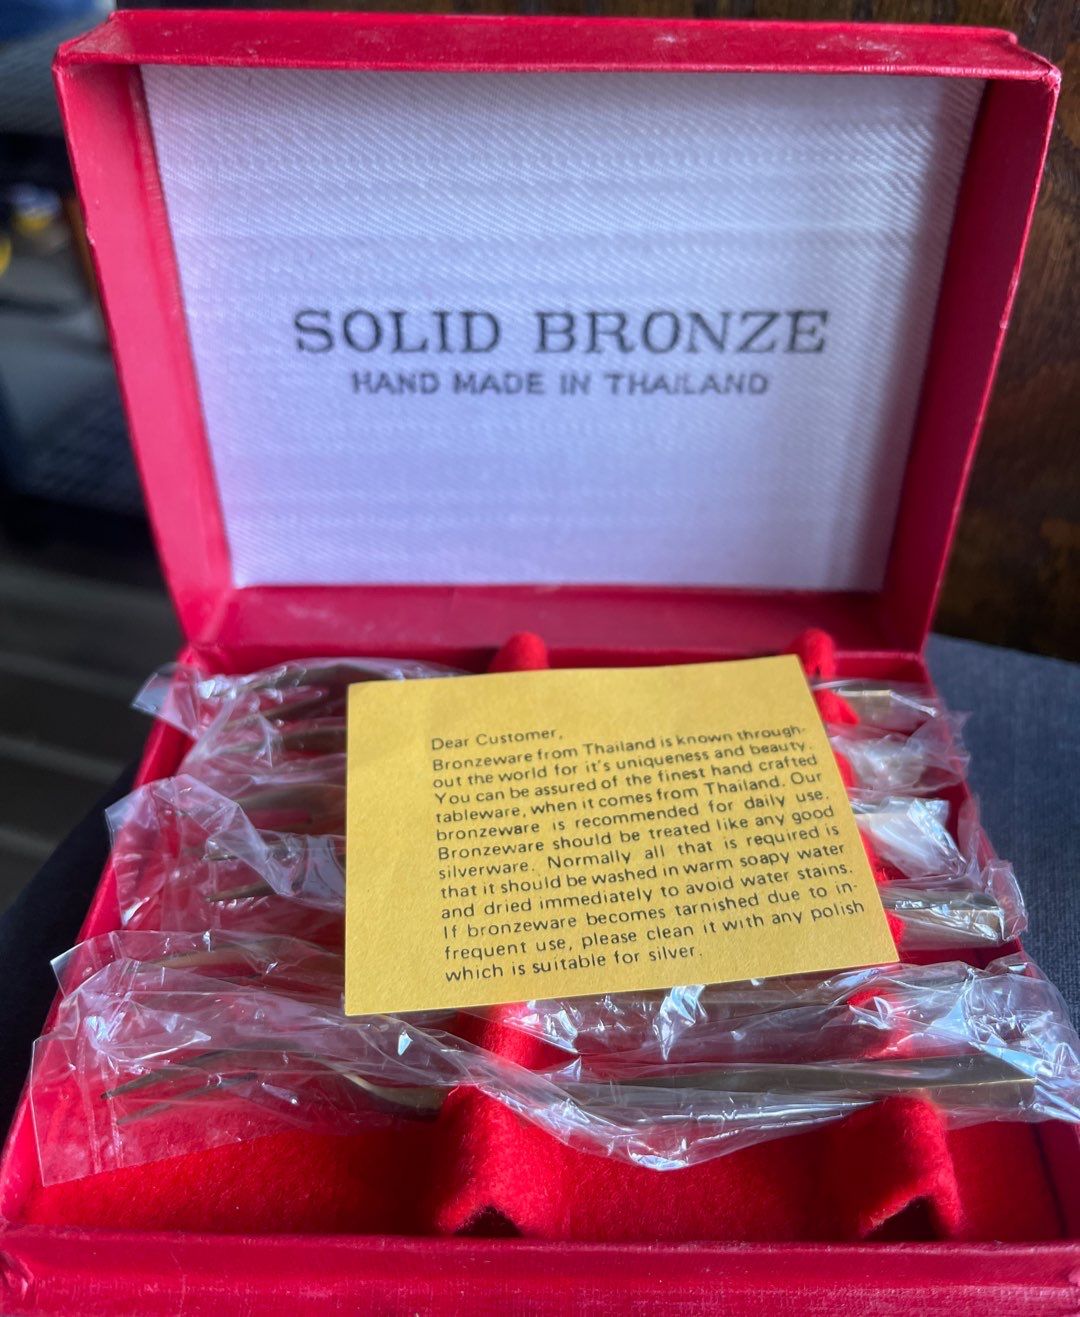 SOLID BRONZE
HAND MADE IN THAILAND
Dear Customer,
Bronzeware from Thailand is known through-
out the world for it's uniqueness and beauty.
You can be assured of the finest hand crafted
tableware, when it comes from Thailand. Our
bronzeware is recommended for daily use.
Bronzeware should be treated like any good
silverware. Normally all that is required is
that it should be washed in warm soapy water
and dried immediately to avoid water stains.
If bronzeware becomes tarnished due to in-
frequent use, please clean it with any polish
which is suitable for silver.